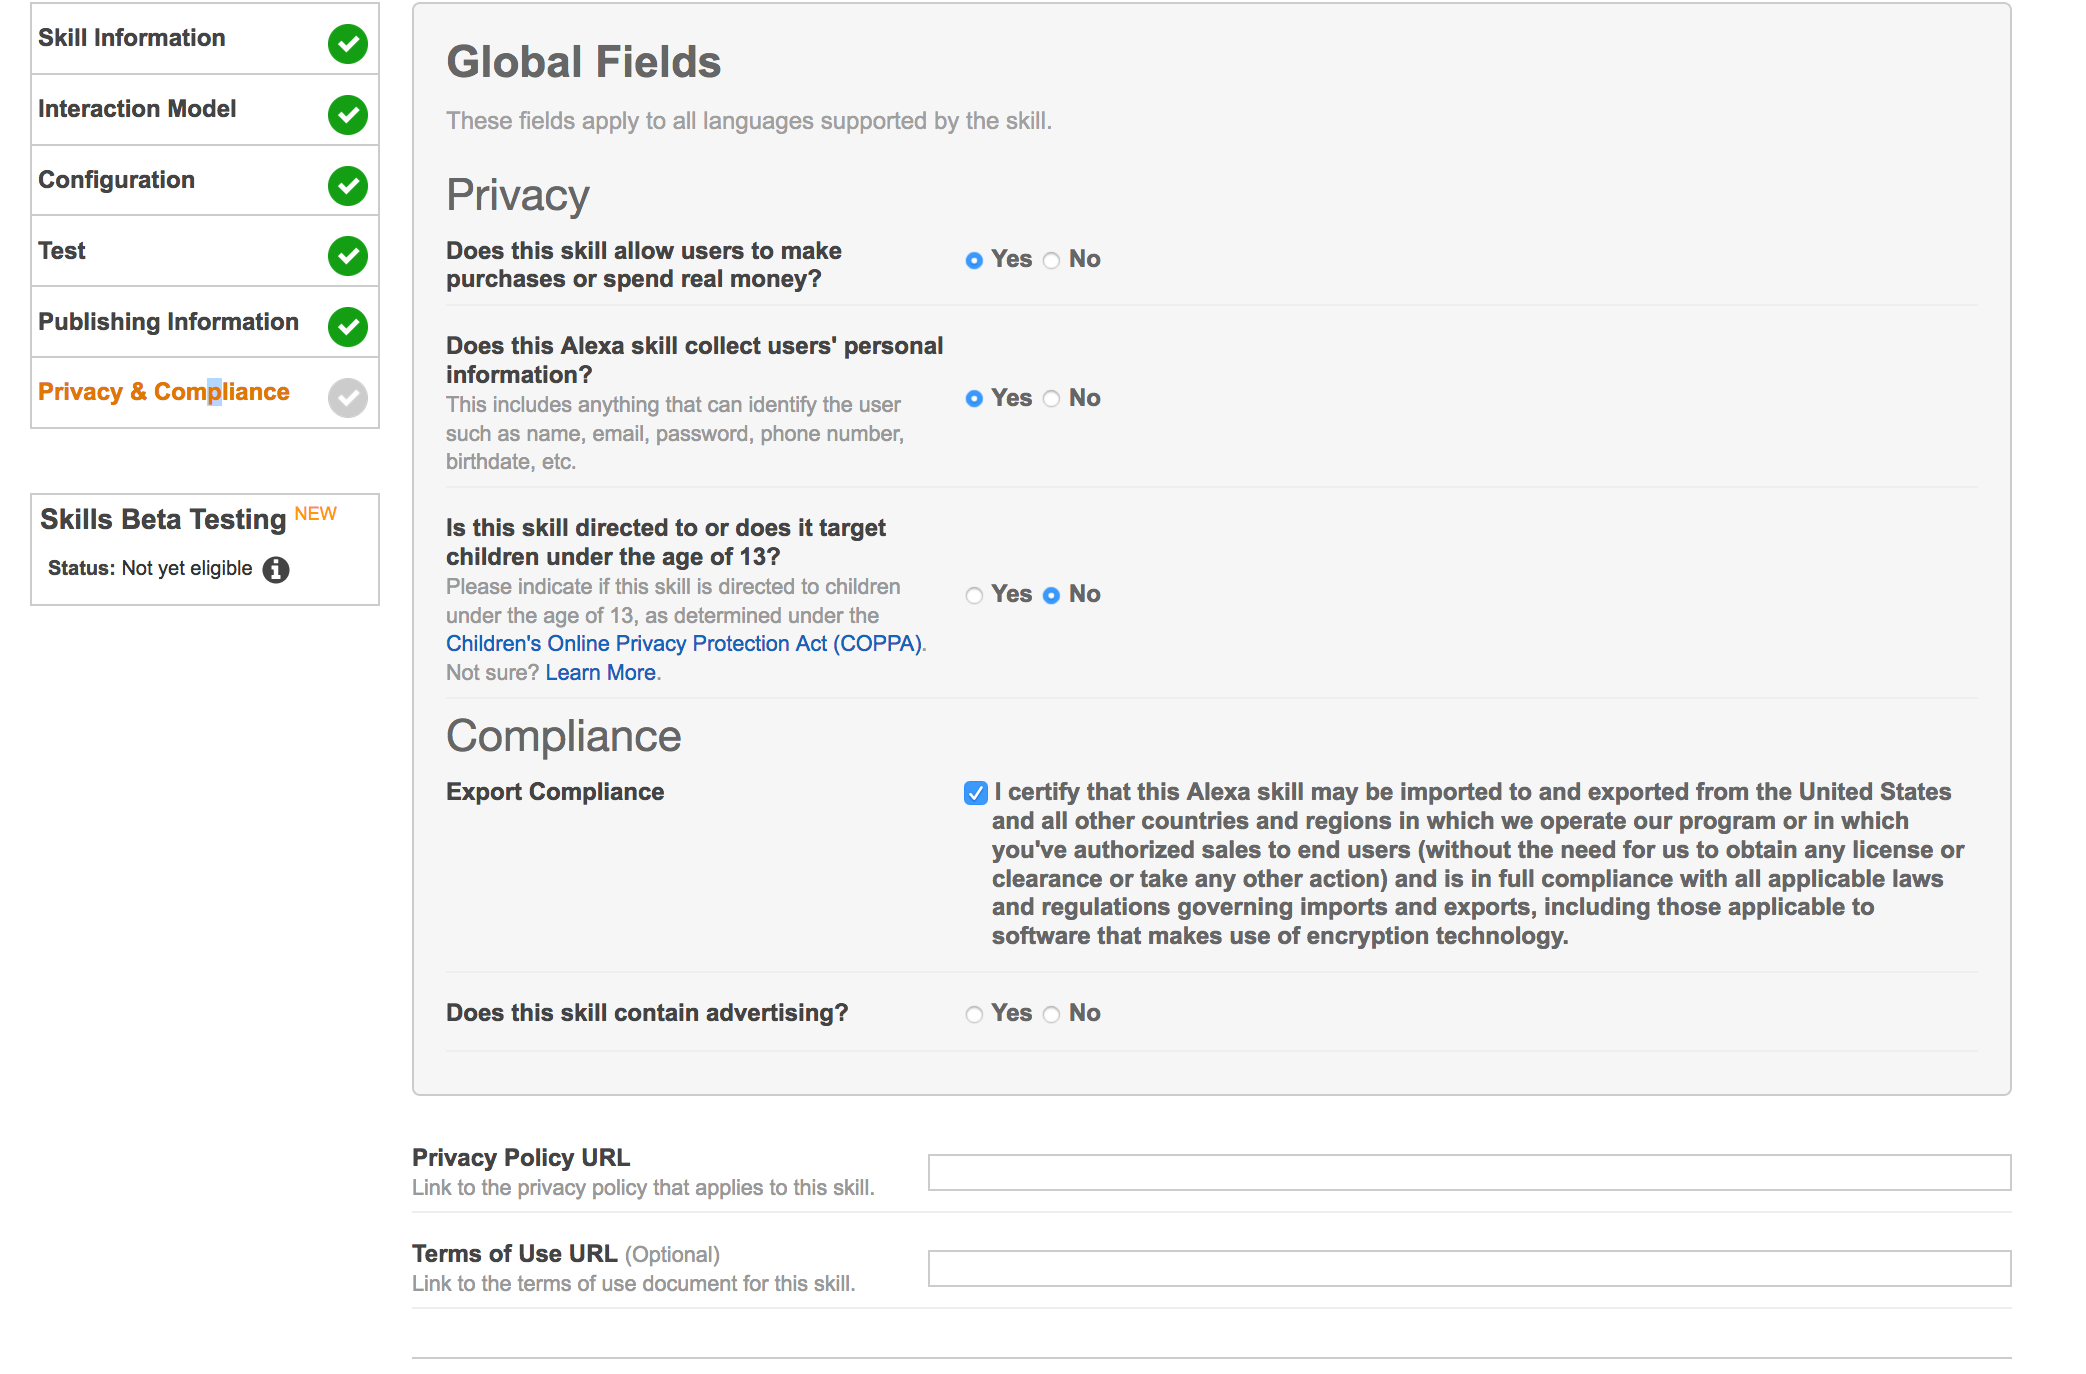 Skill Information
Interaction Model
Configuration
Test
Publishing Information
Privacy & Compliance
Skills Beta Testing NEW
Status: Not yet eligible
Global Fields
These fields apply to all languages supported by the skill.
Privacy
Does this skill allow users to make
purchases or spend real money?
Yes No
Does this Alexa skill collect users' personal
information?
This includes anything that can identify the user
such as name, email, password, phone number,
birthdate, etc.
Yes No
Is this skill directed to or does it target
children under the age of 13?
Please indicate if this skill is directed to children
under the age of 13, as determined under the
Children's Online Privacy Protection Act (COPPA).
Not sure? Learn More.
Yes No
Compliance
Export Compliance
I certify that this Alexa skill may be imported to and exported from the United States
and all other countries and regions in which we operate our program or in which
you've authorized sales to end users (without the need for us to obtain any license or
clearance or take any other action) and is in full compliance with all applicable laws
and regulations governing imports and exports, including those applicable to
software that makes use of encryption technology.
Does this skill contain advertising?
Yes No
Privacy Policy URL
Link to the privacy policy that applies to this skill.
Terms of Use URL (Optional)
Link to the terms of use document for this skill.